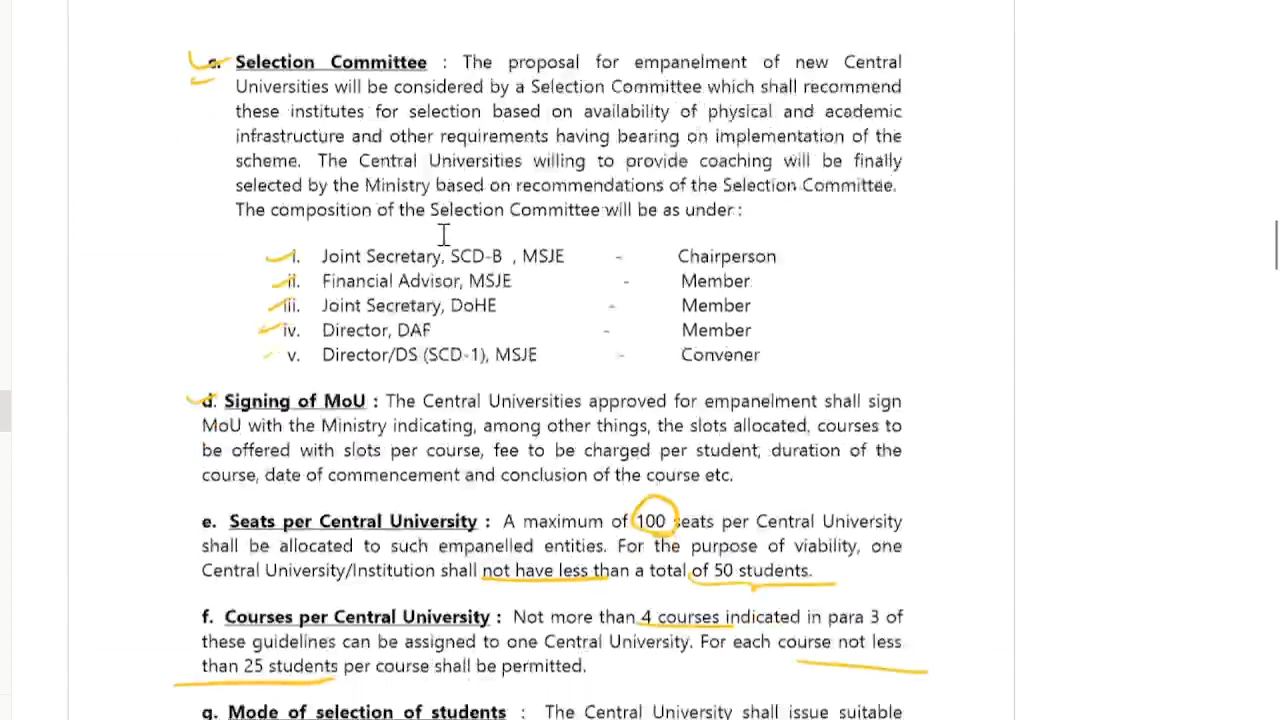 c. Selection Committee : The proposal for empanelment of new Central
Universities will be considered by a Selection Committee which shall recommend
these institutes for selection based on availability of physical and academic
infrastructure and other requirements having bearing on implementation of the
scheme. The Central Universities willing to provide coaching will be finally
selected by the Ministry based on recommendations of the Selection Committee.
The composition of the Selection Committee will be as under :
i. Joint Secretary, SCD-B , MSJE - Chairperson
ii. Financial Advisor, MSJE - Member
iii. Joint Secretary, DoHE - Member
iv. Director, DAF - Member
v. Director/DS (SCD-1), MSJE - Convener
d. Signing of MoU : The Central Universities approved for empanelment shall sign
MoU with the Ministry indicating, among other things, the slots allocated, courses to
be offered with slots per course, fee to be charged per student, duration of the
course, date of commencement and conclusion of the course etc.
e. Seats per Central University : A maximum of 100 seats per Central University
shall be allocated to such empanelled entities. For the purpose of viability, one
Central University/Institution shall not have less than a total of 50 students.
f. Courses per Central University : Not more than 4 courses indicated in para 3 of
these guidelines can be assigned to one Central University. For each course not less
than 25 students per course shall be permitted.
g. Mode of selection of students : The Central University shall issue suitable